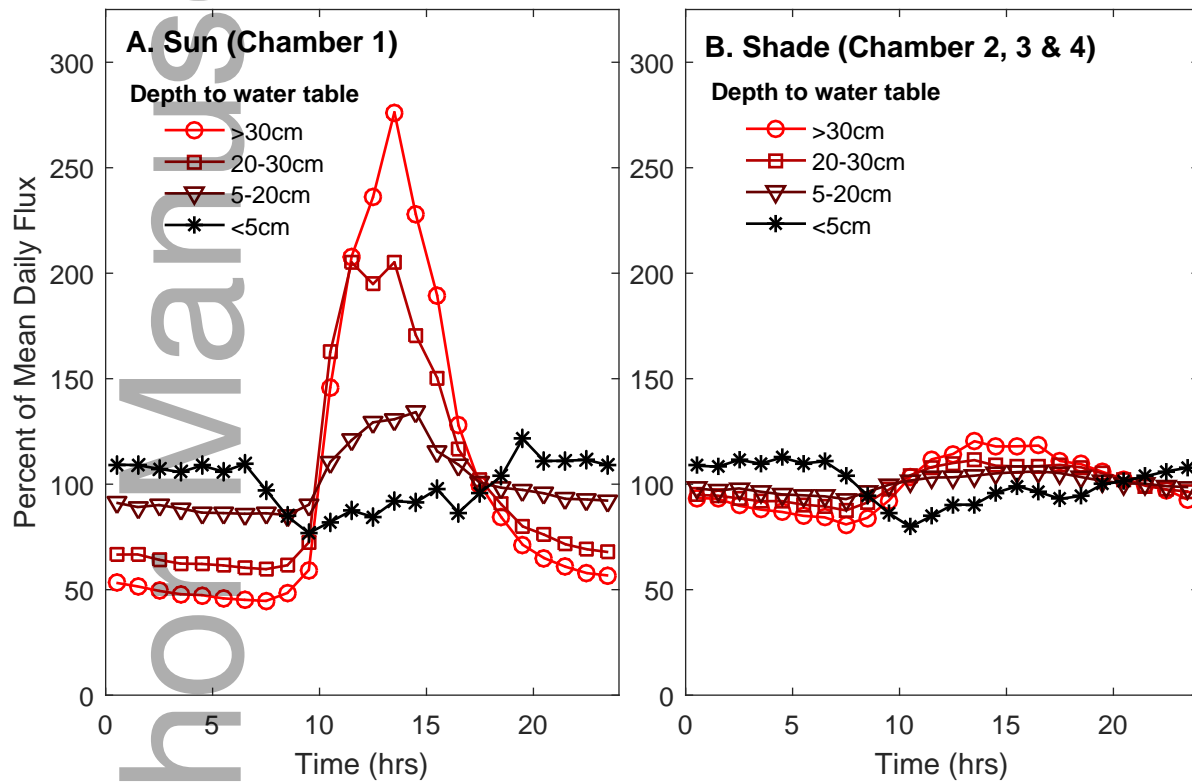 A. Sun (Chamber 1)
Depth to water table
>30cm
20-30cm
5-20cm
<5cm
B. Shade (Chamber 2, 3 & 4)
Depth to water table
>30cm
20-30cm
5-20cm
<5cm
Percent of Mean Daily Flux
300
250
200
150
100
50
0
300
250
200
150
100
50
0
0 5 10 15 20
0 5 10 15 20
Time (hrs)
Time (hrs)
hor Manus